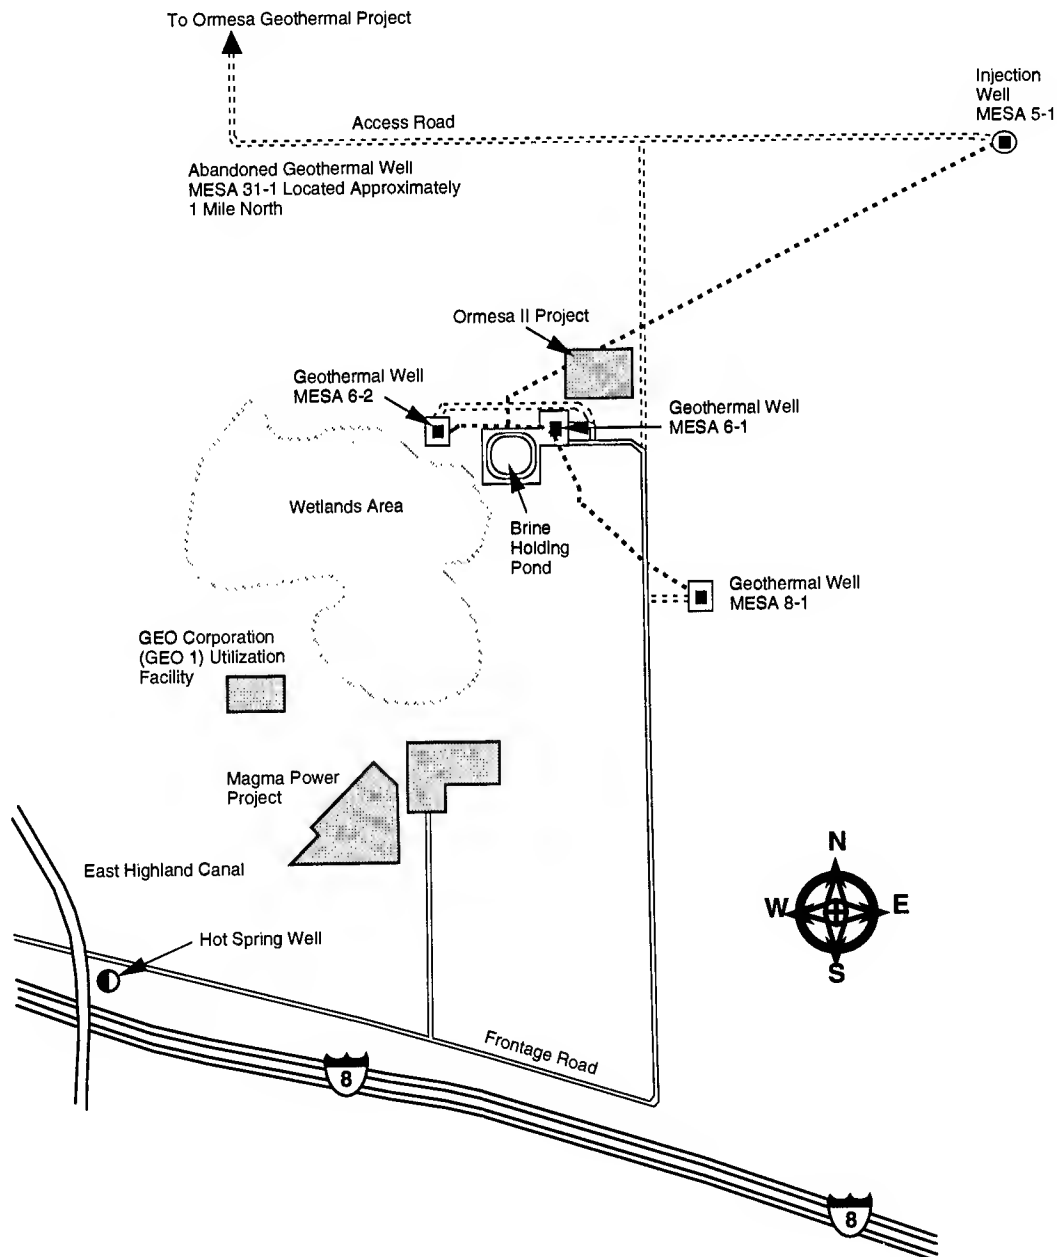 To Ormesa Geothermal Project
Injection
Well
MESA 5-1
Access Road
Abandoned Geothermal Well
MESA 31-1 Located Approximately
1 Mile North
Ormesa II Project
Geothermal Well
MESA 6-2
Geothermal Well
MESA 6-1
Wetlands Area
Brine
Holding
Pond
Geothermal Well
MESA 8-1
GEO Corporation
(GEO 1) Utilization
Facility
Magma Power
Project
East Highland Canal
N
W
E
S
Hot Spring Well
Frontage Road
8
8